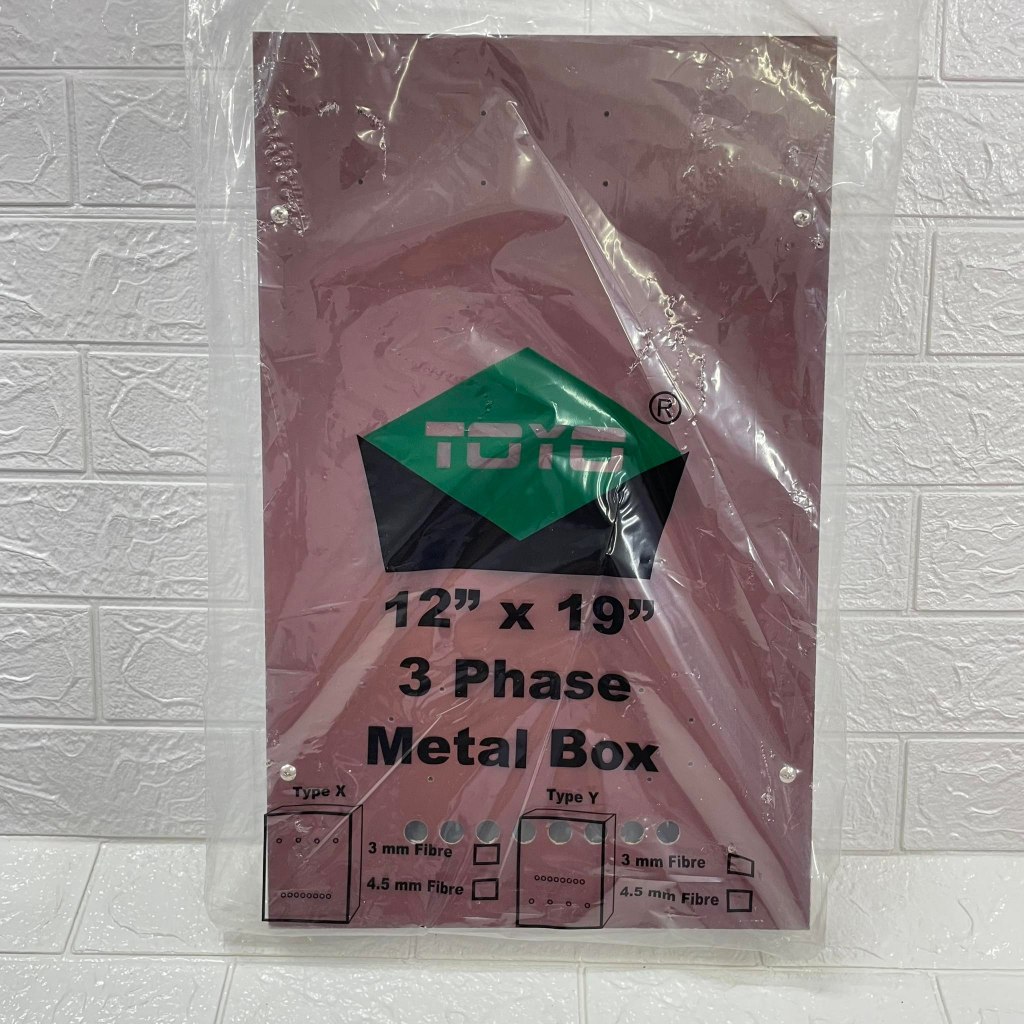 TOYO ®
12” x 19”
3 Phase
Metal Box
Type X
3 mm Fibre
4.5 mm Fibre
Type Y
3 mm Fibre
4.5 mm Fibre